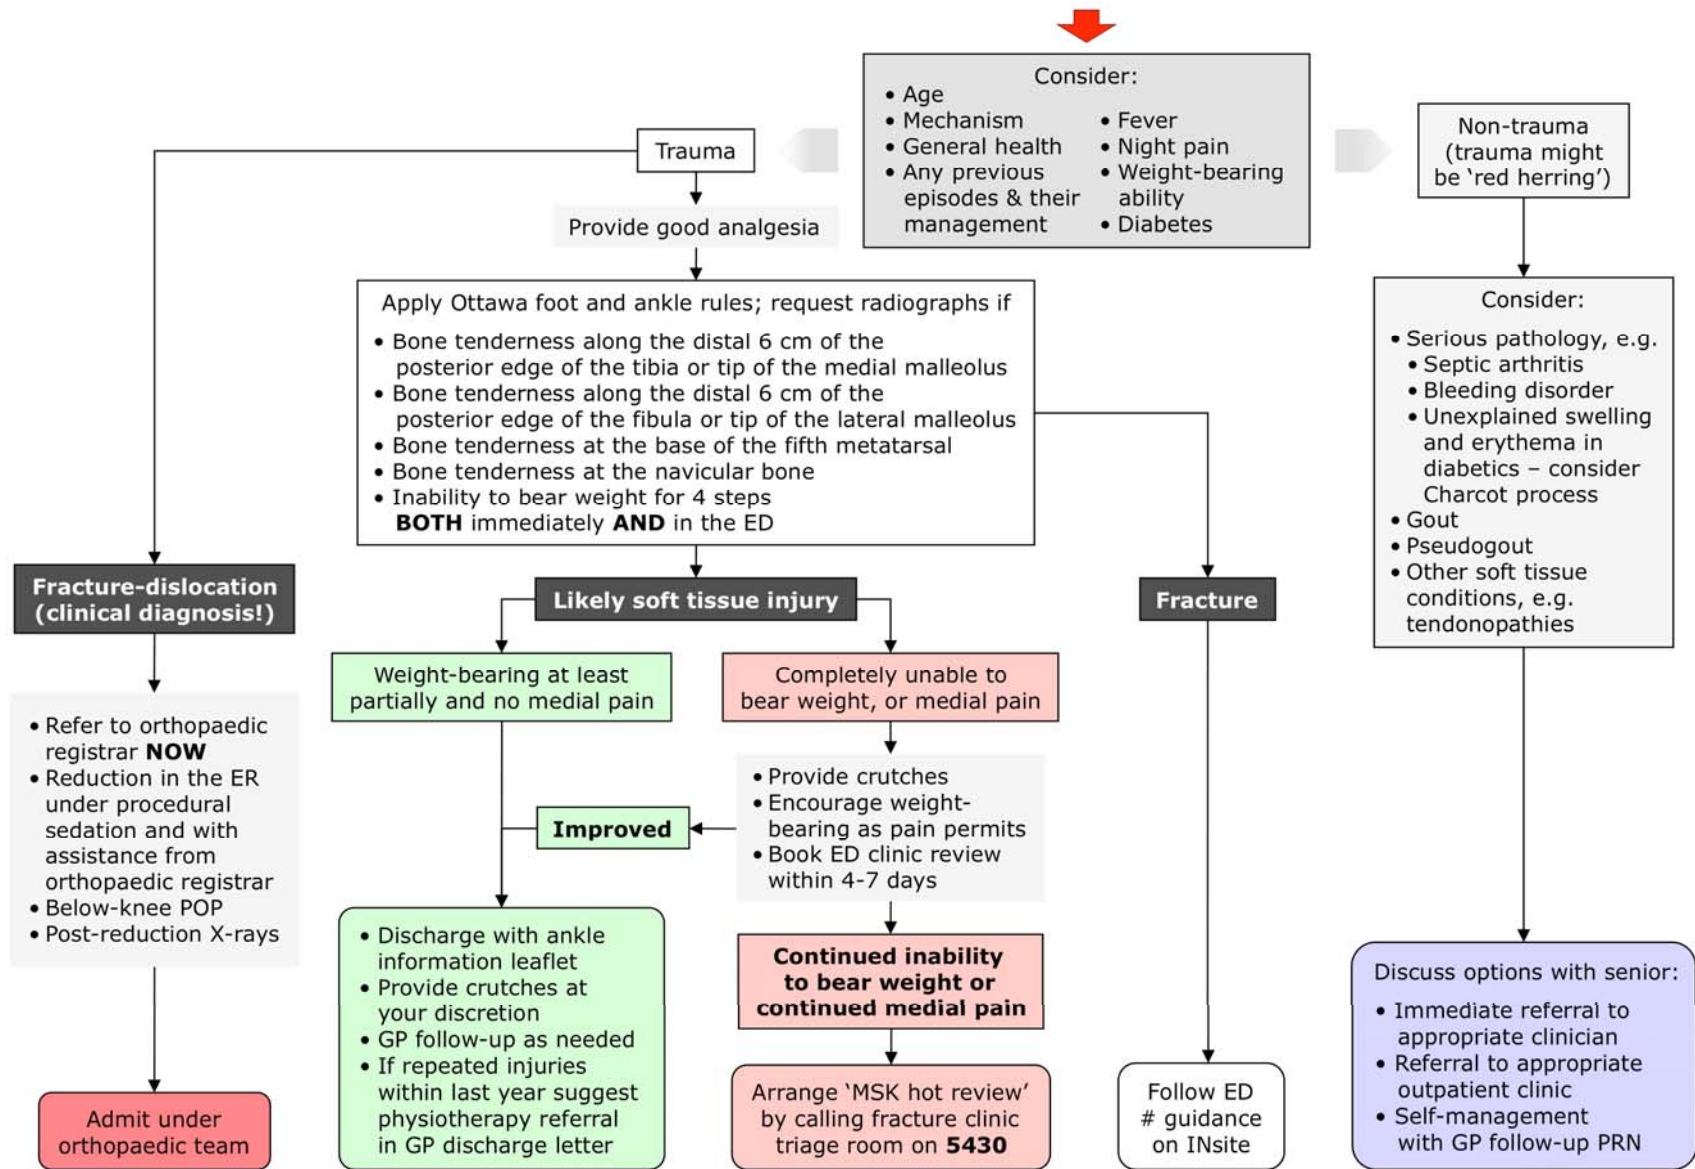 Consider:
• Age
• Mechanism
• General health
• Any previous
episodes & their
management
• Fever
• Night pain
• Weight-bearing
ability
• Diabetes
Trauma
Non-trauma
(trauma might
be ‘red herring’)
Provide good analgesia
Apply Ottawa foot and ankle rules; request radiographs if
• Bone tenderness along the distal 6 cm of the
posterior edge of the tibia or tip of the medial malleolus
• Bone tenderness along the distal 6 cm of the
posterior edge of the fibula or tip of the lateral malleolus
• Bone tenderness at the base of the fifth metatarsal
• Bone tenderness at the navicular bone
• Inability to bear weight for 4 steps
BOTH immediately AND in the ED
Consider:
• Serious pathology, e.g.
• Septic arthritis
• Bleeding disorder
• Unexplained swelling
and erythema in
diabetics – consider
Charcot process
• Gout
• Pseudogout
• Other soft tissue
conditions, e.g.
tendonopathies
Fracture-dislocation
(clinical diagnosis!)
Likely soft tissue injury
Fracture
Weight-bearing at least
partially and no medial pain
Completely unable to
bear weight, or medial pain
• Refer to orthopaedic
registrar NOW
• Reduction in the ER
under procedural
sedation and with
assistance from
orthopaedic registrar
• Below-knee POP
• Post-reduction X-rays
Improved
• Provide crutches
• Encourage weight-
bearing as pain permits
• Book ED clinic review
within 4-7 days
• Discharge with ankle
information leaflet
• Provide crutches at
your discretion
• GP follow-up as needed
• If repeated injuries
within last year suggest
physiotherapy referral
in GP discharge letter
Continued inability
to bear weight or
continued medial pain
Discuss options with senior:
• Immediate referral to
appropriate clinician
• Referral to appropriate
outpatient clinic
• Self-management
with GP follow-up PRN
Admit under
orthopaedic team
Arrange ‘MSK hot review’
by calling fracture clinic
triage room on 5430
Follow ED
# guidance
on INsite